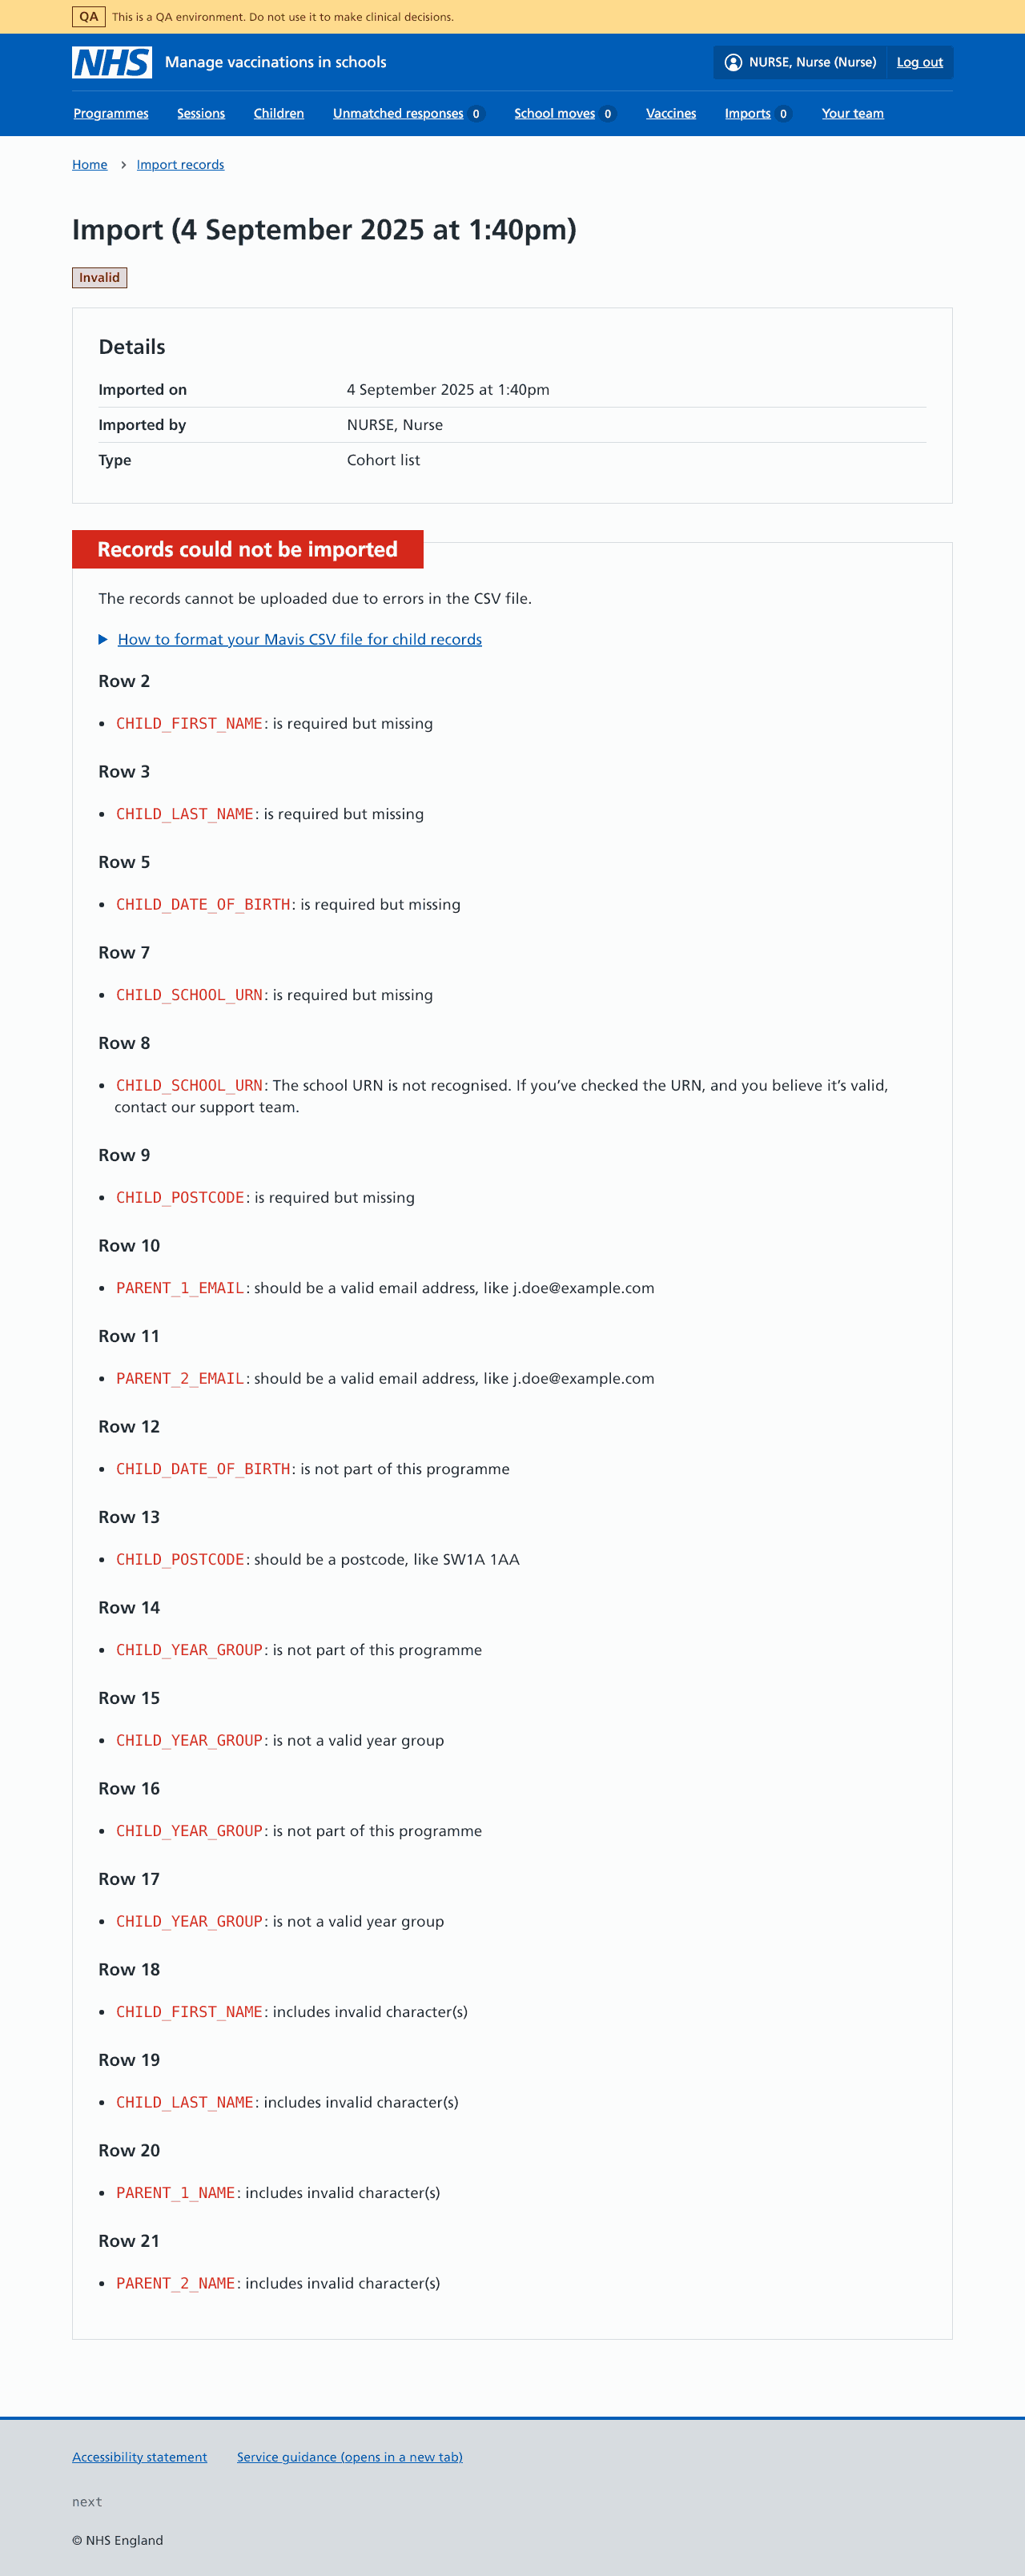 QA This is a QA environment. Do not use it to make clinical decisions.
NHS Manage vaccinations in schools NURSE, Nurse (Nurse) Log out
Programmes Sessions Children Unmatched responses 0 School moves 0 Vaccines Imports 0 Your team
Home > Import records
Import (4 September 2025 at 1:40pm)
Invalid
Details
Imported on 4 September 2025 at 1:40pm
Imported by NURSE, Nurse
Type Cohort list
Records could not be imported
The records cannot be uploaded due to errors in the CSV file.
How to format your Mavis CSV file for child records
Row 2
• CHILD_FIRST_NAME: is required but missing
Row 3
• CHILD_LAST_NAME: is required but missing
Row 5
• CHILD_DATE_OF_BIRTH: is required but missing
Row 7
• CHILD_SCHOOL_URN: is required but missing
Row 8
• CHILD_SCHOOL_URN: The school URN is not recognised. If you’ve checked the URN, and you believe it’s valid,
contact our support team.
Row 9
• CHILD_POSTCODE: is required but missing
Row 10
• PARENT_1_EMAIL: should be a valid email address, like j.doe@example.com
Row 11
• PARENT_2_EMAIL: should be a valid email address, like j.doe@example.com
Row 12
• CHILD_DATE_OF_BIRTH: is not part of this programme
Row 13
• CHILD_POSTCODE: should be a postcode, like SW1A 1AA
Row 14
• CHILD_YEAR_GROUP: is not part of this programme
Row 15
• CHILD_YEAR_GROUP: is not a valid year group
Row 16
• CHILD_YEAR_GROUP: is not part of this programme
Row 17
• CHILD_YEAR_GROUP: is not a valid year group
Row 18
• CHILD_FIRST_NAME: includes invalid character(s)
Row 19
• CHILD_LAST_NAME: includes invalid character(s)
Row 20
• PARENT_1_NAME: includes invalid character(s)
Row 21
• PARENT_2_NAME: includes invalid character(s)
Accessibility statement Service guidance (opens in a new tab)
next
© NHS England